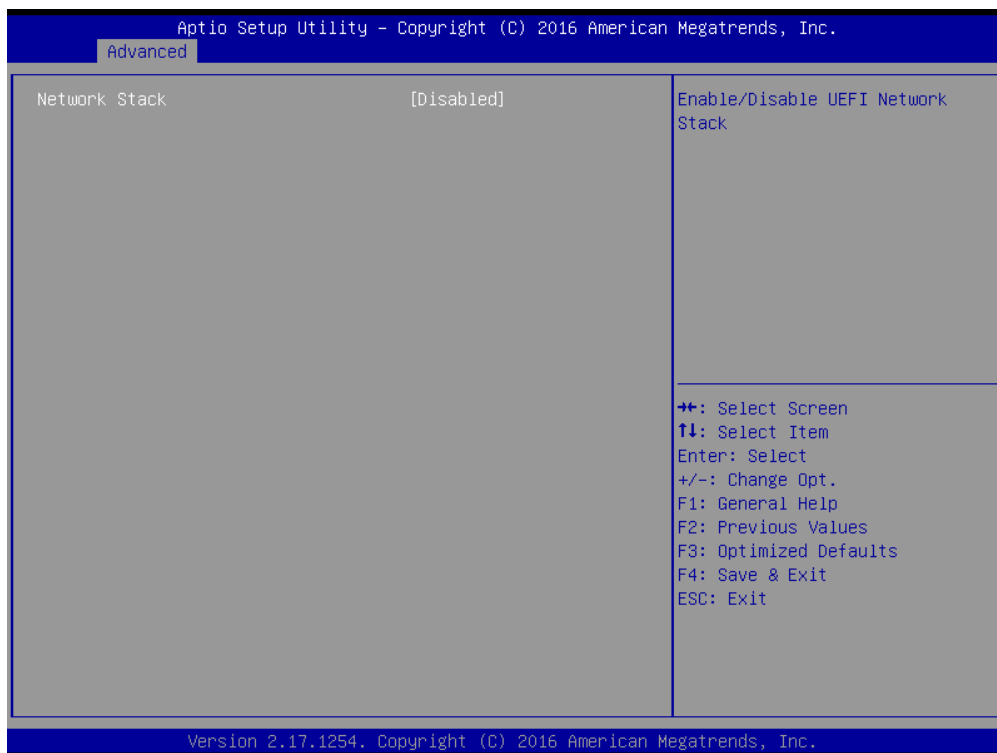 Aptio Setup Utility – Copyright (C) 2016 American Megatrends, Inc.
Advanced
Network Stack [Disabled]
Enable/Disable UEFI Network
Stack
→←: Select Screen
↑↓: Select Item
Enter: Select
+/-: Change Opt.
F1: General Help
F2: Previous Values
F3: Optimized Defaults
F4: Save & Exit
ESC: Exit
Version 2.17.1254. Copyright (C) 2016 American Megatrends, Inc.